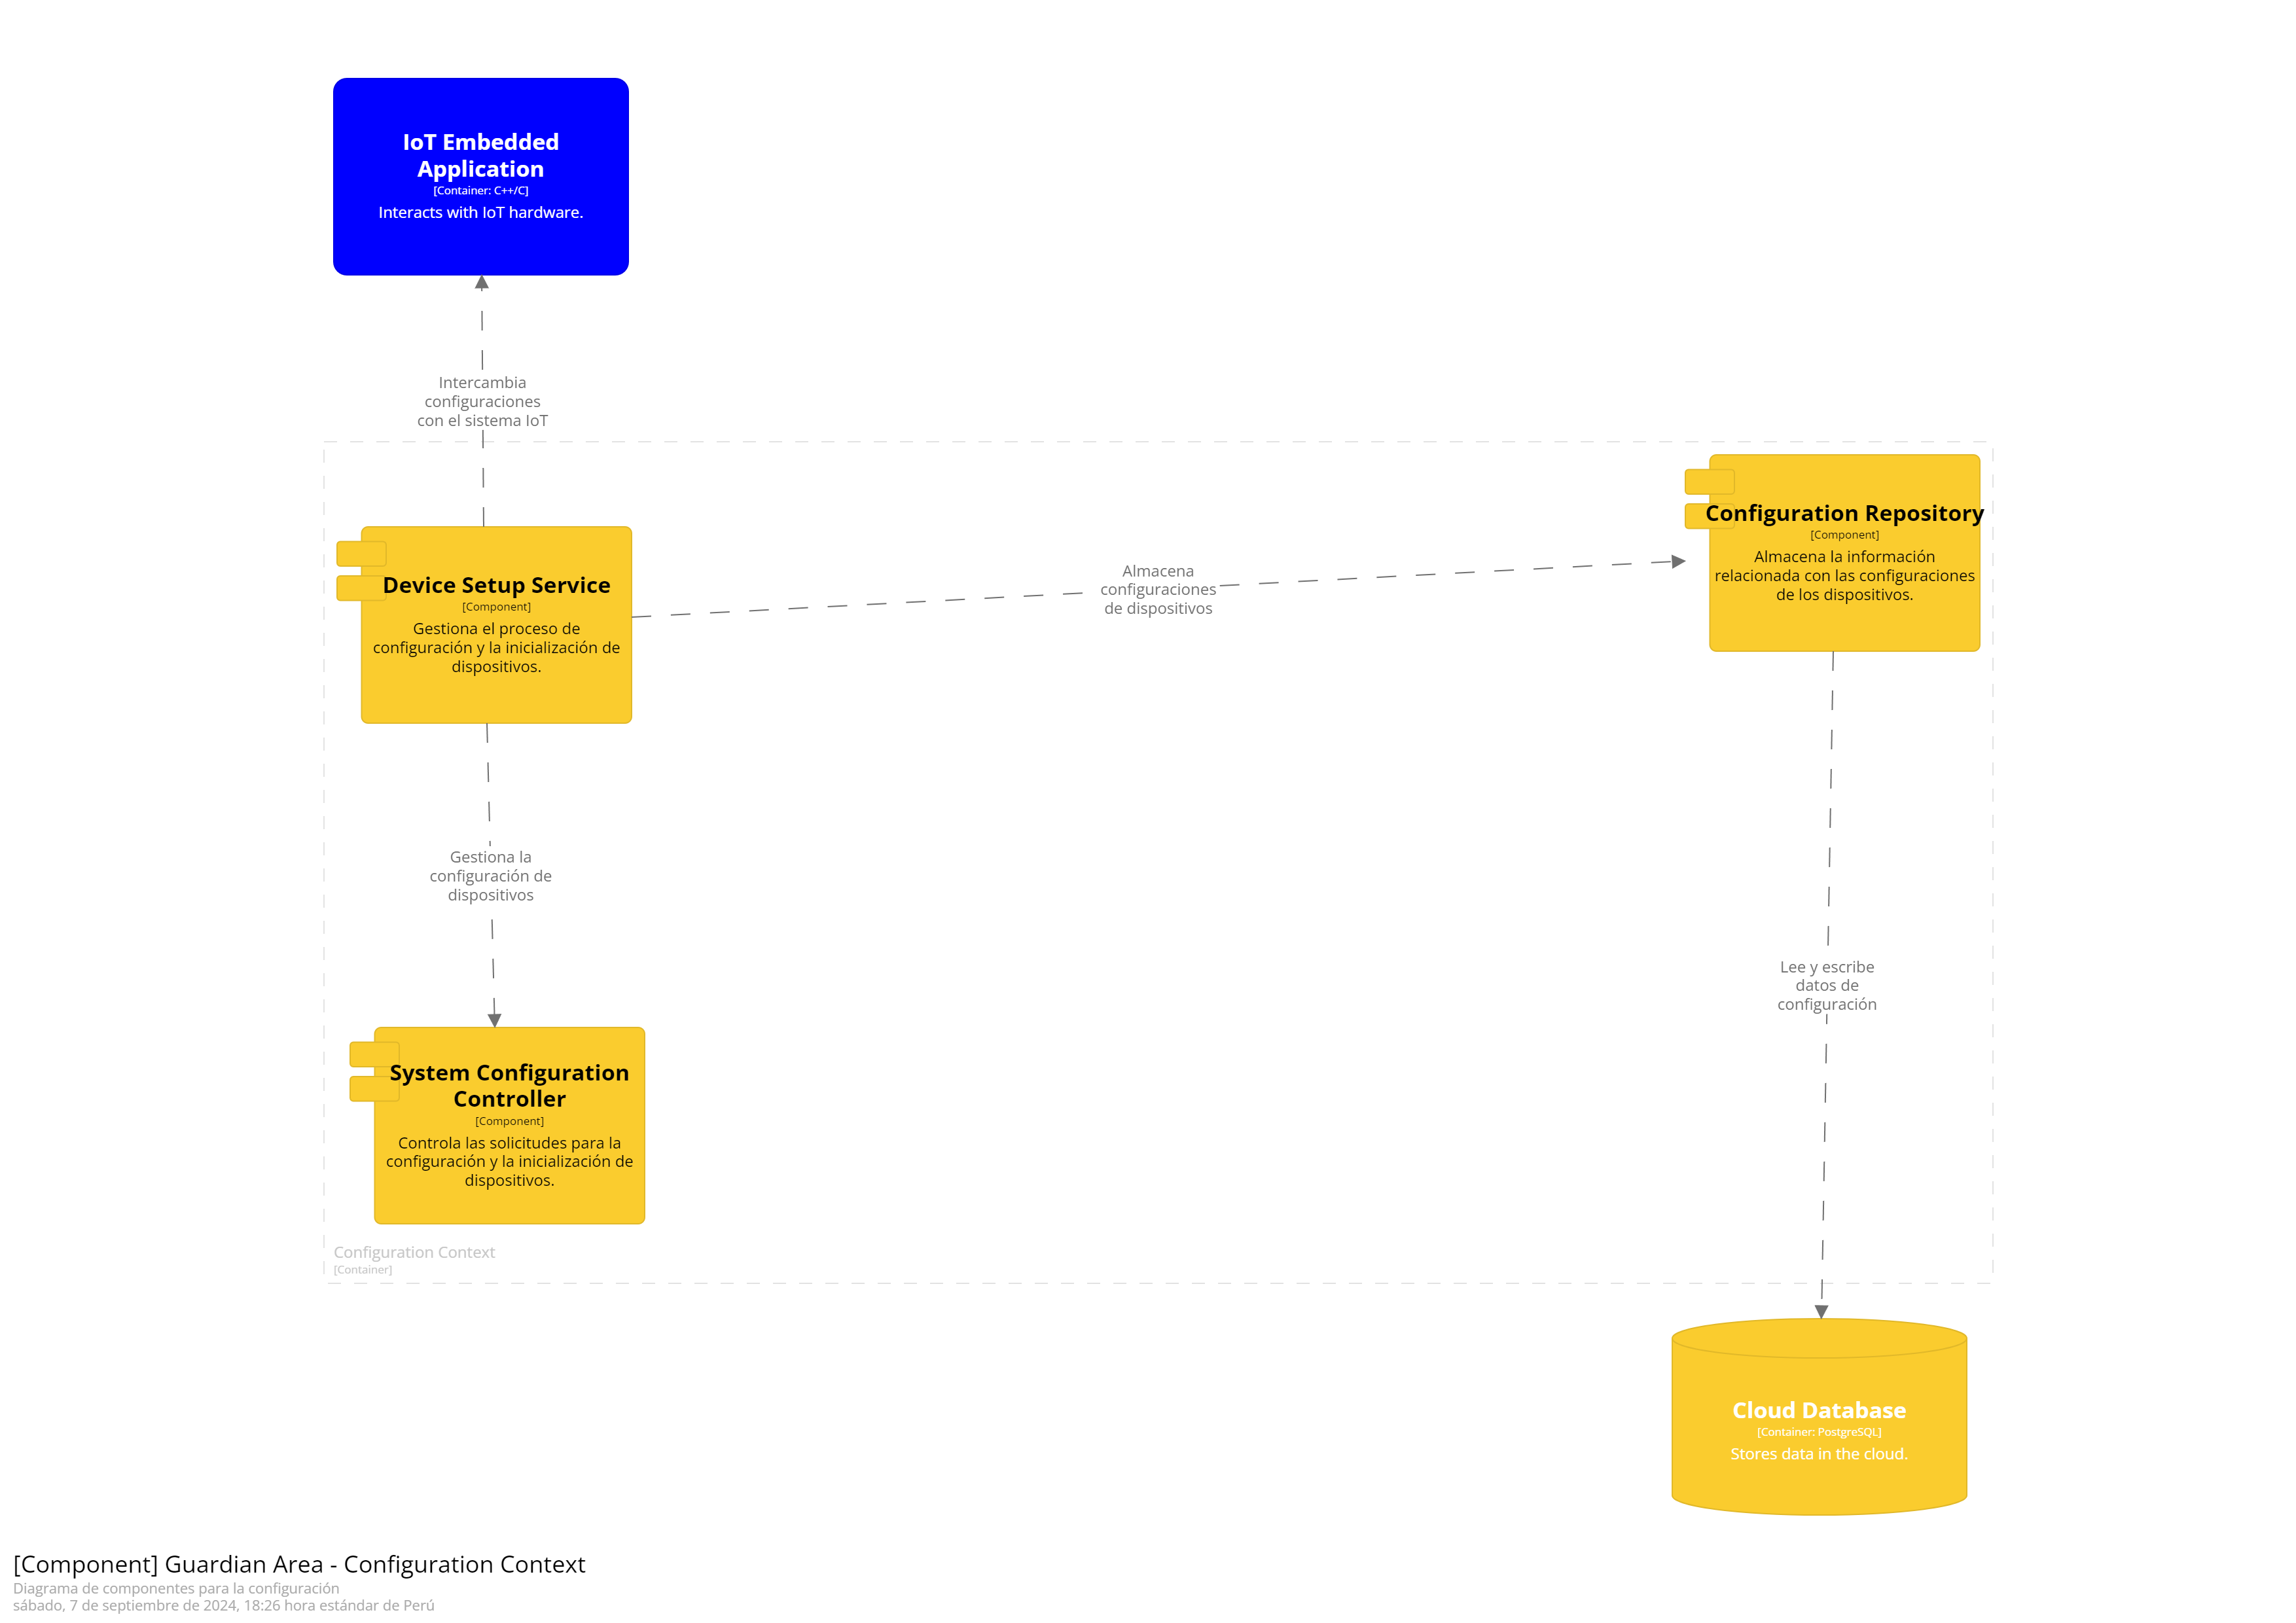 IoT Embedded
Application
[Container: C++/C]
Interacts with IoT hardware.
Intercambia
configuraciones
con el sistema IoT
Device Setup Service
[Component]
Gestiona el proceso de
configuración y la inicialización de
dispositivos.
Almacena
configuraciones
de dispositivos
Configuration Repository
[Component]
Almacena la información
relacionada con las configuraciones
de los dispositivos.
Gestiona la
configuración de
dispositivos
Lee y escribe
datos de
configuración
System Configuration
Controller
[Component]
Controla las solicitudes para la
configuración y la inicialización de
dispositivos.
Configuration Context
[Container]
Cloud Database
[Container: PostgreSQL]
Stores data in the cloud.
[Component] Guardian Area - Configuration Context
Diagrama de componentes para la configuración
sábado, 7 de septiembre de 2024, 18:26 hora estándar de Perú